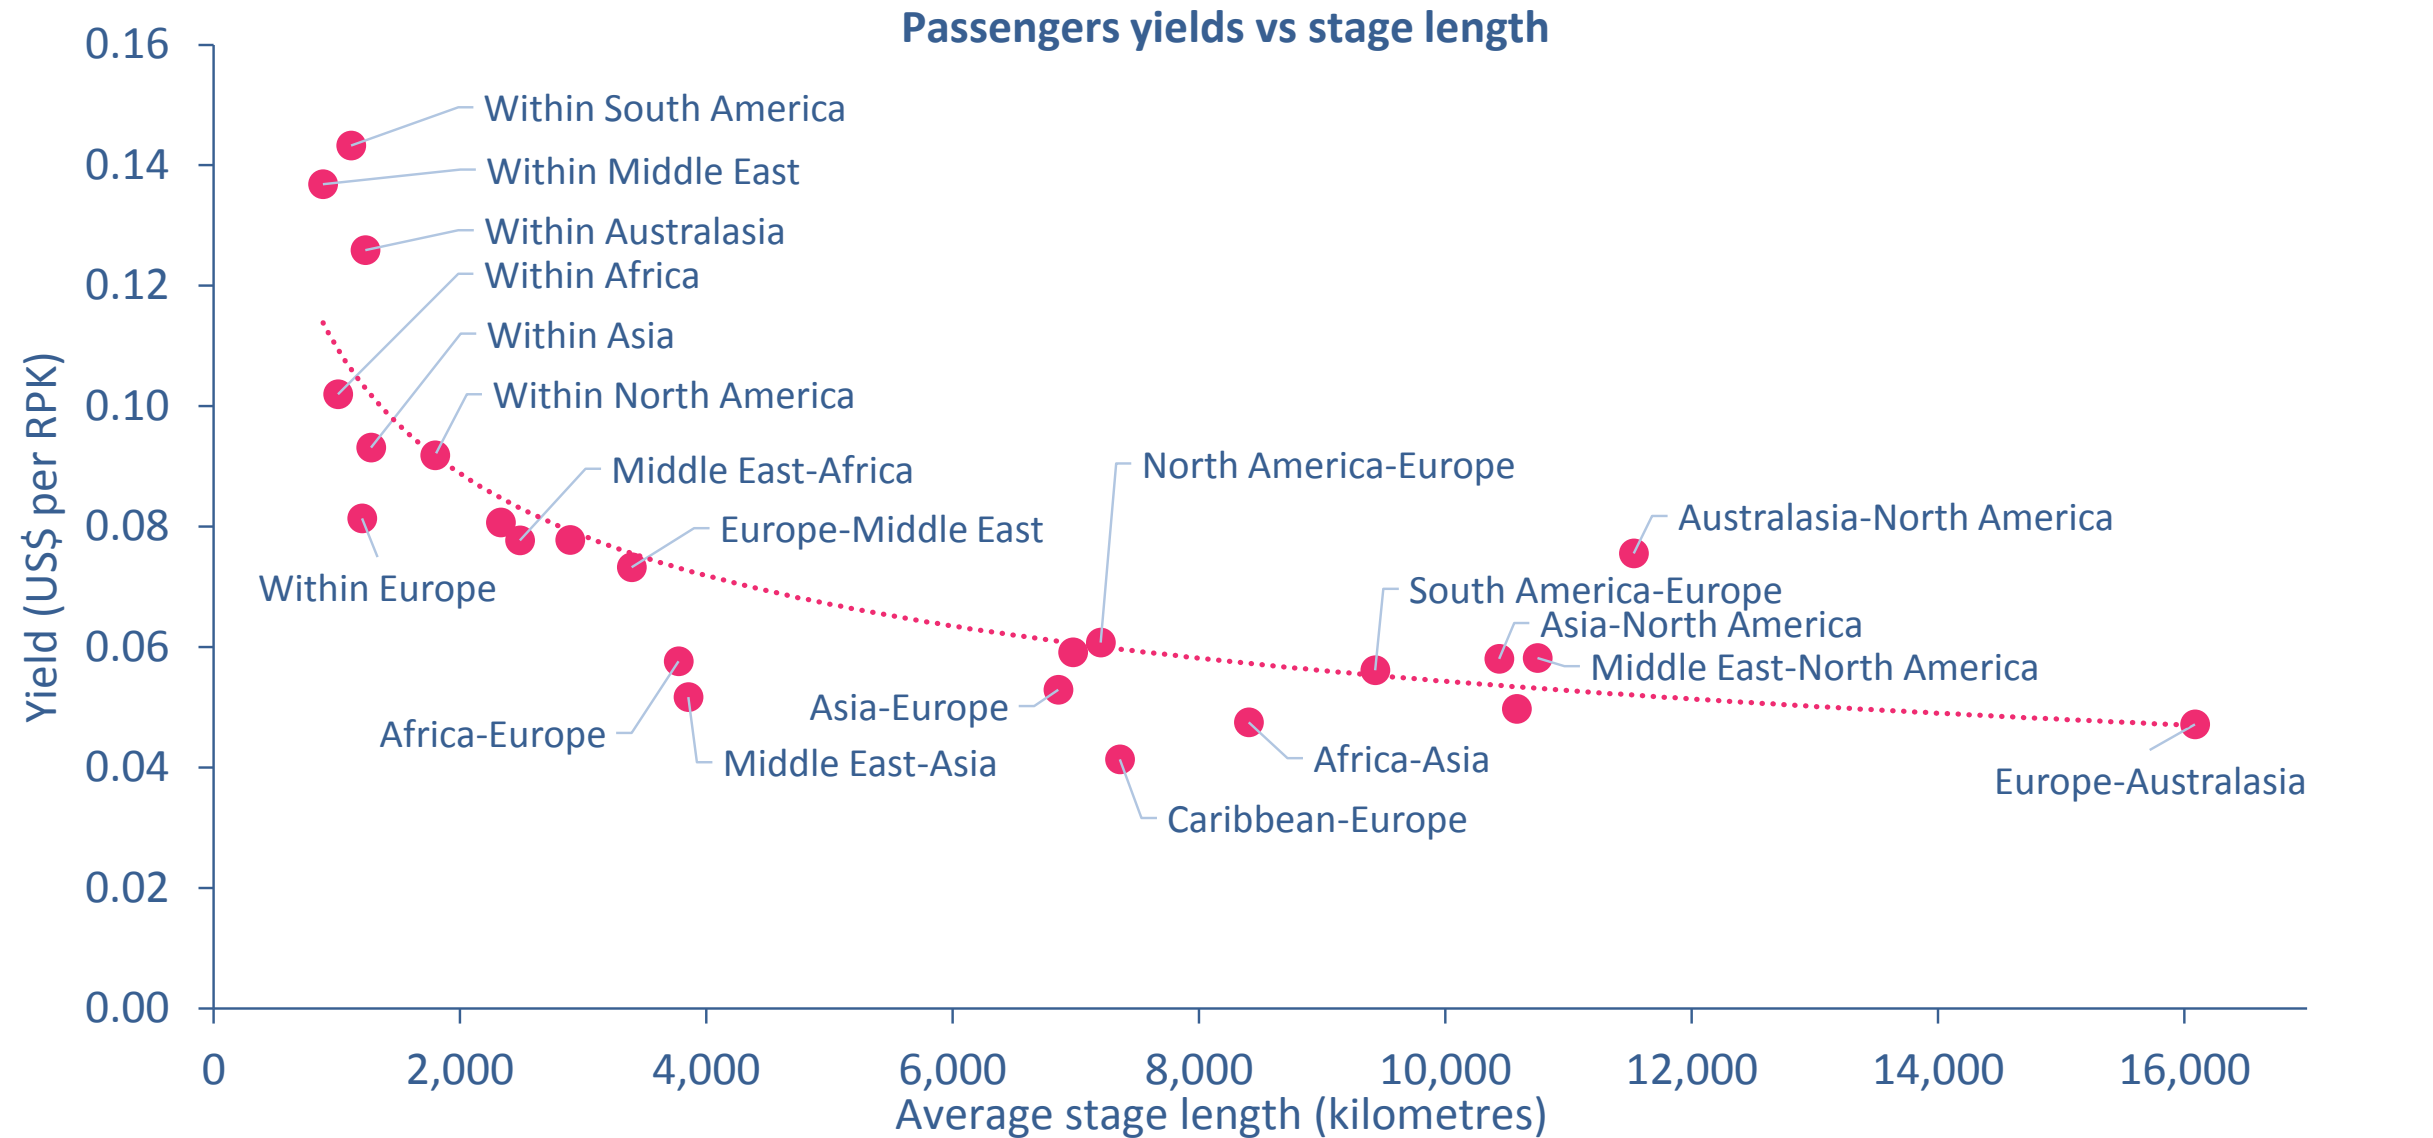 Passengers yields vs stage length
0.16
0.14
0.12
0.10
0.08
0.06
0.04
0.02
0.00
Yield (US$ per RPK)
Within South America
Within Middle East
Within Australasia
Within Africa
Within Asia
Within North America
Middle East-Africa
North America-Europe
Europe-Middle East
Australasia-North America
Within Europe
South America-Europe
Asia-North America
Middle East-North America
Asia-Europe
Africa-Europe
Middle East-Asia
Africa-Asia
Europe-Australasia
Caribbean-Europe
0
2,000
4,000
6,000
8,000
10,000
12,000
14,000
16,000
Average stage length (kilometres)